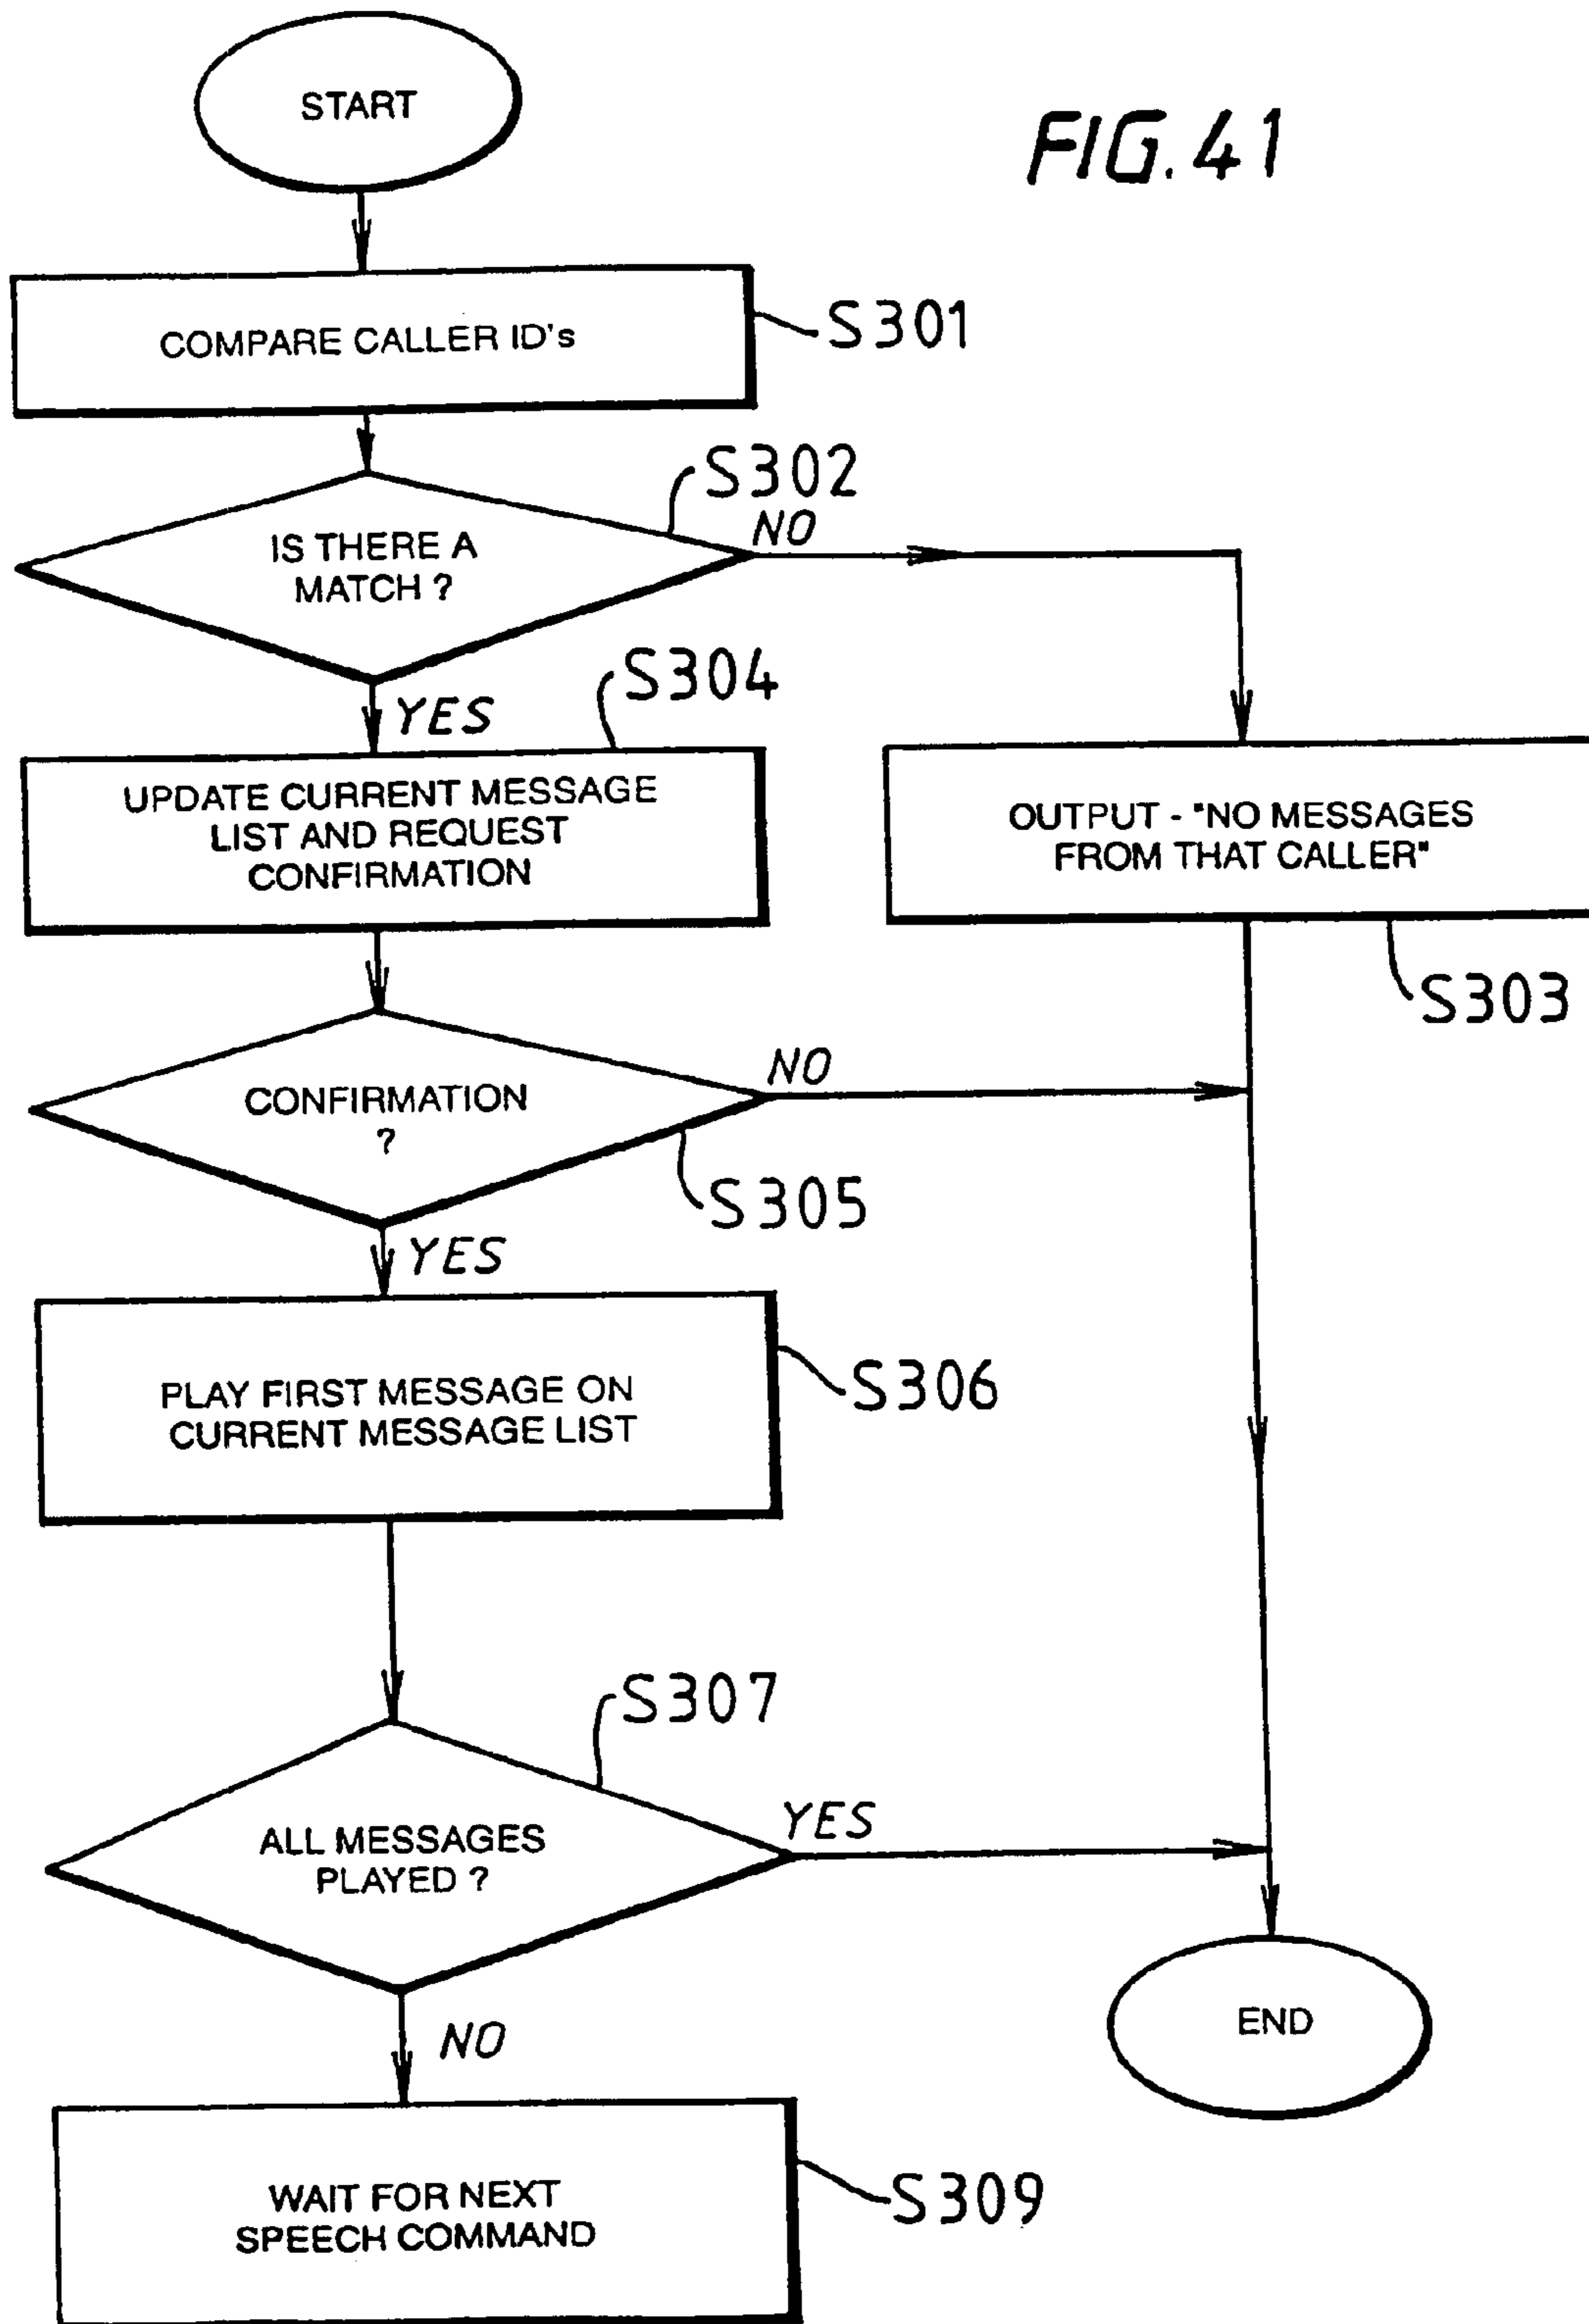 START
FIG. 41
COMPARE CALLER ID's
S301
S302
IS THERE A
MATCH ?
NO
S304
YES
UPDATE CURRENT MESSAGE
LIST AND REQUEST
CONFIRMATION
OUTPUT - "NO MESSAGES
FROM THAT CALLER"
S303
CONFIRMATION
?
NO
S305
YES
PLAY FIRST MESSAGE ON
CURRENT MESSAGE LIST
S306
S307
ALL MESSAGES
PLAYED ?
YES
NO
END
WAIT FOR NEXT
SPEECH COMMAND
S309